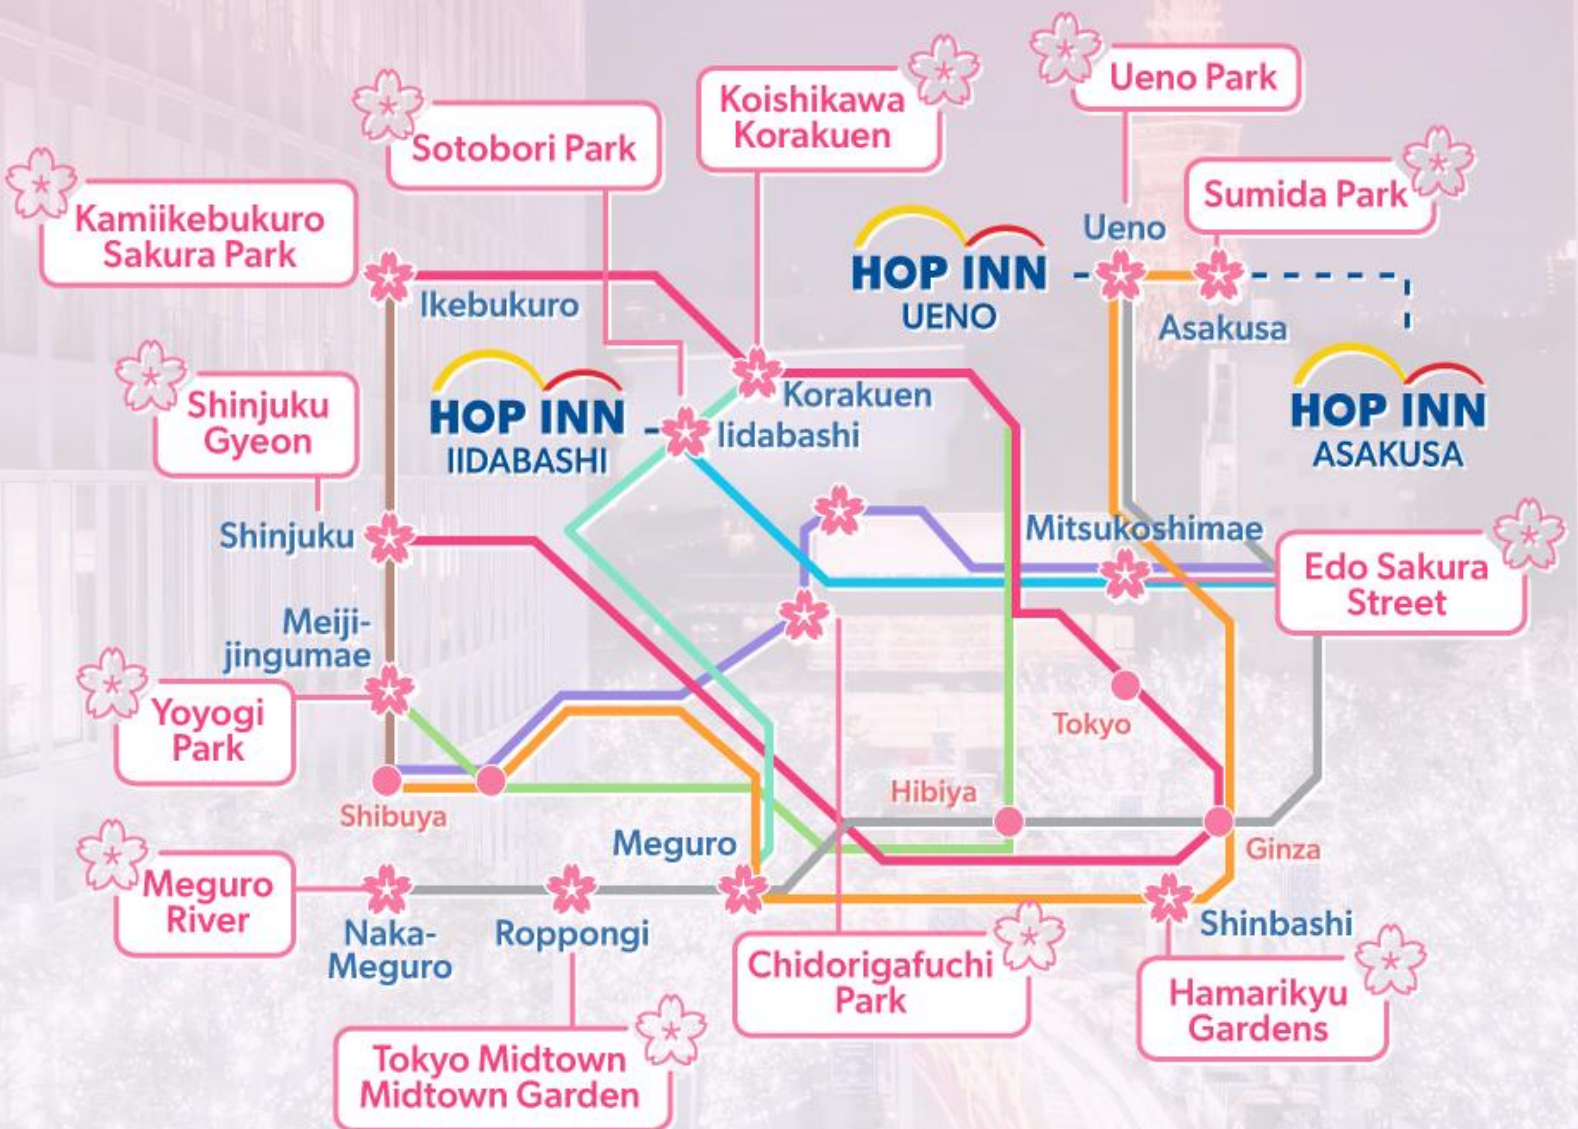 Ueno Park
Koishikawa
Korakuen
Sotobori Park
Sumida Park
Kamiikebukuro
Sakura Park
Ueno
HOP INN
UENO
Ikebukuro
Asakusa
Shinjuku
Gyeon
HOP INN
IIDABASHI
Korakuen
Iidabashi
HOP INN
ASAKUSA
Shinjuku
Mitsukoshimae
Edo Sakura
Street
Meiji-
jingumae
Yoyogi
Park
Tokyo
Shibuya
Hibiya
Meguro
Ginza
Meguro
River
Naka-
Meguro
Roppongi
Shinbashi
Chidorigafuchi
Park
Hamarikyu
Gardens
Tokyo Midtown
Midtown Garden